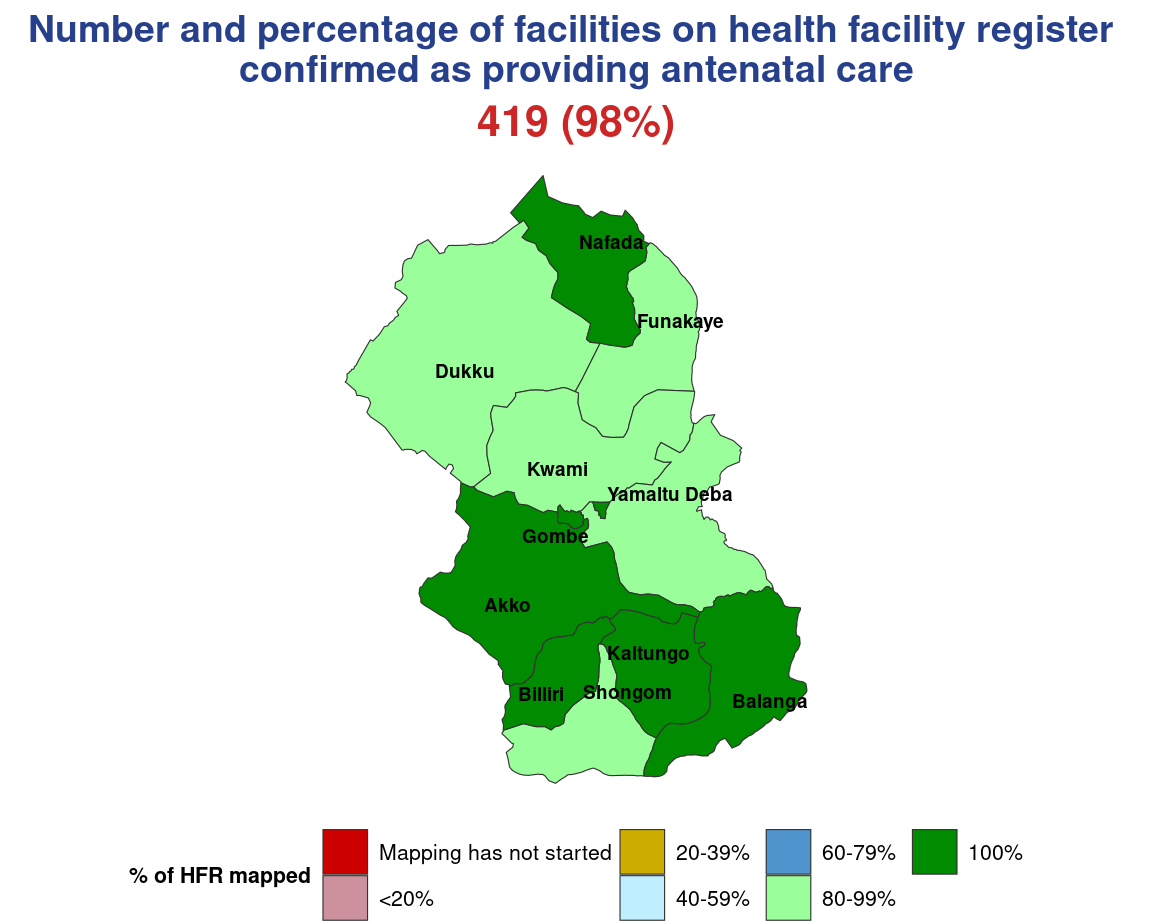 Number and percentage of facilities on health facility register
confirmed as providing antenatal care
419 (98%)
Nafada
Funakaye
Dukku
Kwami
Yamaltu Deba
Gombe
Akko
Kaltungo
Billiri
Shongom
Balanga
% of HFR mapped
Mapping has not started
<20%
20-39%
40-59%
60-79%
80-99%
100%